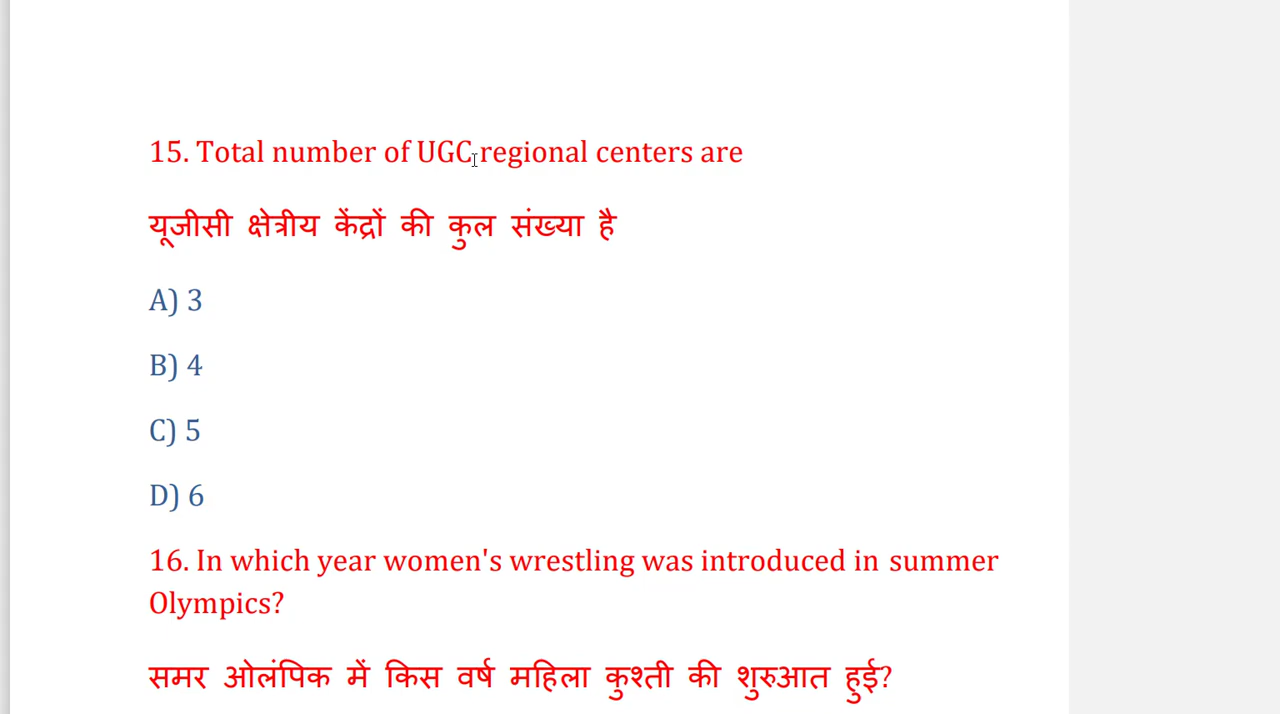 15. Total number of UGC regional centers are
यूजीसी क्षेत्रीय केंद्रों की कुल संख्या है
A) 3
B) 4
C) 5
D) 6
16. In which year women's wrestling was introduced in summer
Olympics?
समर ओलंपिक में किस वर्ष महिला कुश्ती की शुरुआत हुई?